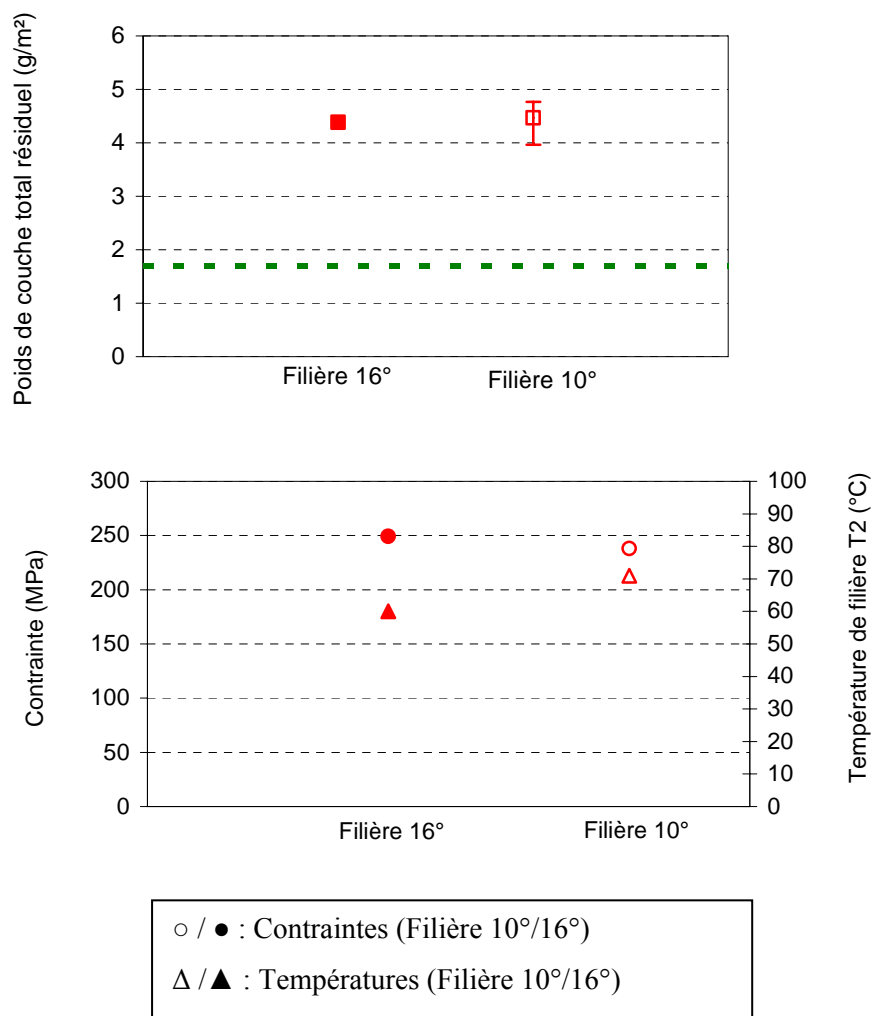 Poids de couche total résiduel (g/m²)
6
5
4
3
2
1
0
Filière 16°
Filière 10°
Contrainte (MPa)
300
250
200
150
100
50
0
100
90
80
70
60
50
40
30
20
10
0
Température de filière T2 (°C)
Filière 16°
Filière 10°
○ / ● : Contraintes (Filière 10°/16°)
Δ / ▲ : Températures (Filière 10°/16°)